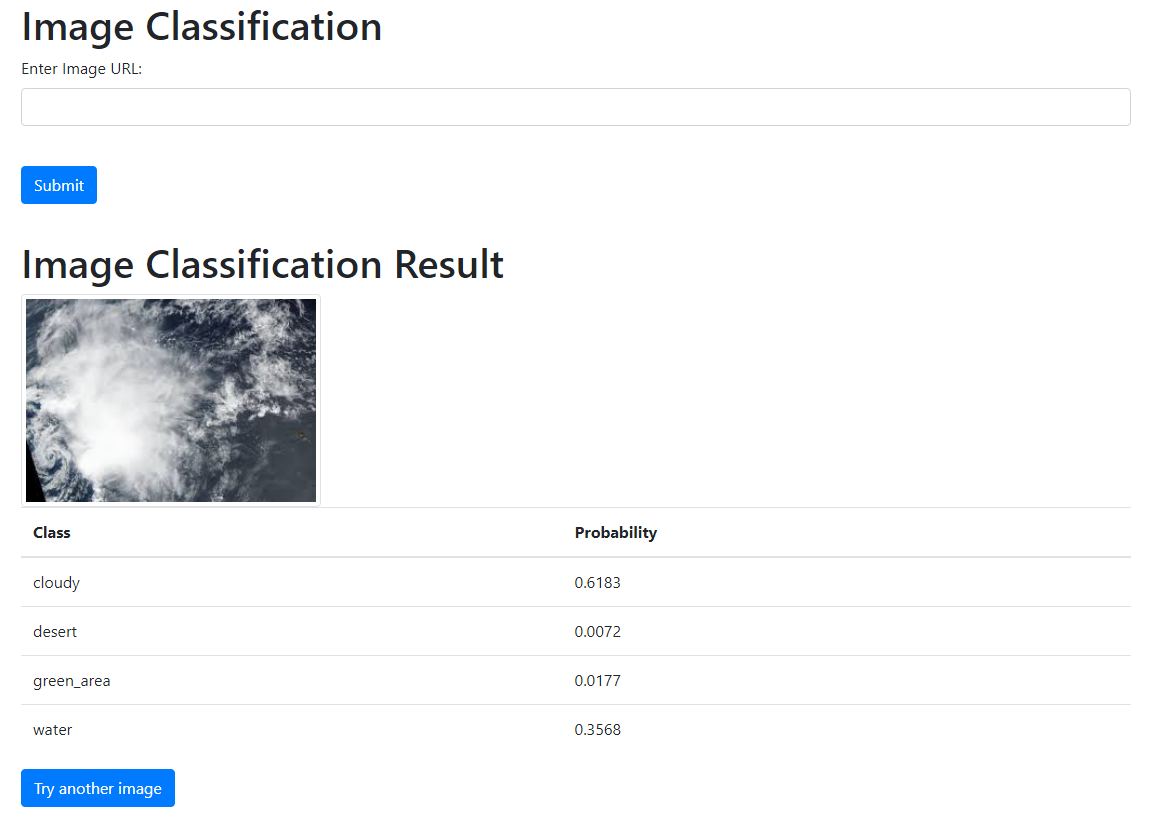 Image Classification
Enter Image URL:
Submit
Image Classification Result
Class Probability
cloudy 0.6183
desert 0.0072
green_area 0.0177
water 0.3568
Try another image